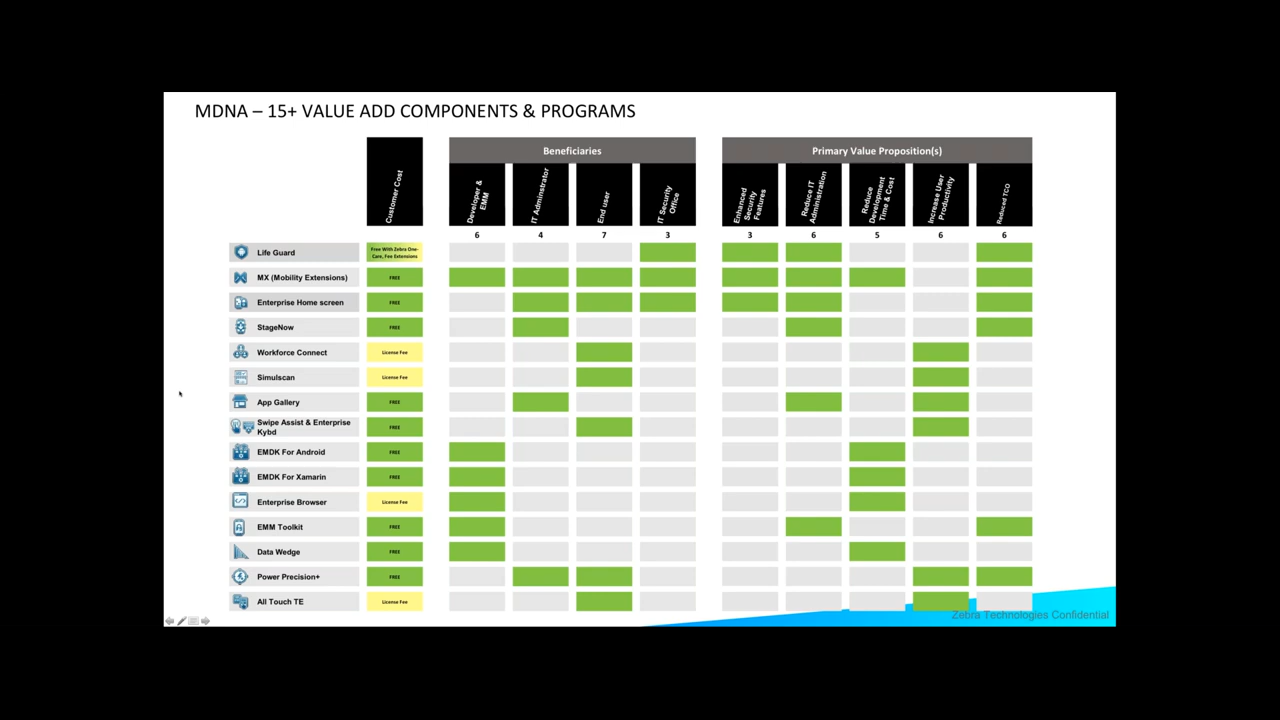 MDNA – 15+ VALUE ADD COMPONENTS & PROGRAMS
Beneficiaries
Primary Value Proposition(s)
Customer Cost
Developer &
EMM
IT Adminstrator
End user
IT Security
Office
Enhanced
Security
Features
Reduce IT
Administration
Reduce
Development
Time & Cost
Increase User
Productivity
Reduced TCO
6 4 7 3 3 6 5 6 6
Life Guard
Free With Zebra One-
Care, Fee Extensions
MX (Mobility Extensions) FREE
Enterprise Home screen FREE
StageNow FREE
Workforce Connect License Fee
Simulscan License Fee
App Gallery FREE
Swipe Assist & Enterprise
Kybd
FREE
EMDK For Android FREE
EMDK For Xamarin FREE
Enterprise Browser License Fee
EMM Toolkit FREE
Data Wedge FREE
Power Precision+ FREE
All Touch TE License Fee
Zebra Technologies Confidential